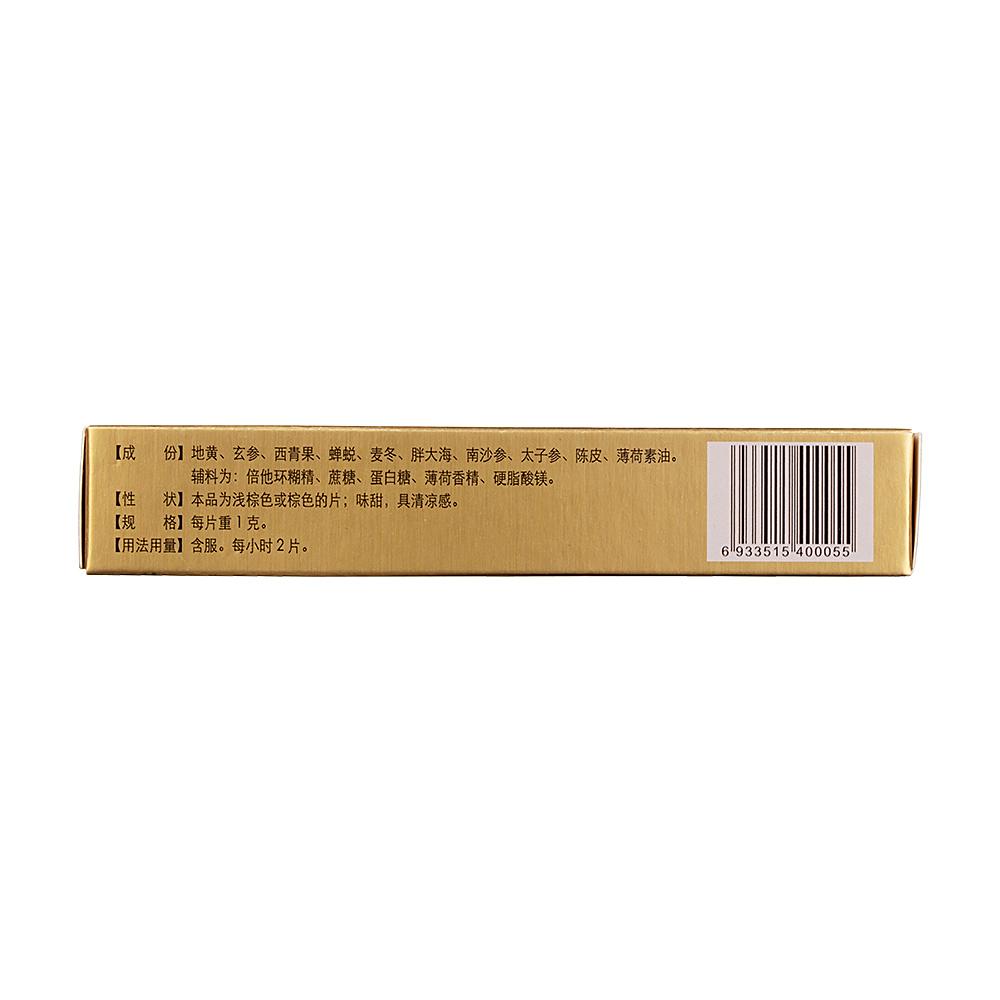 【成　份】地黄、玄参、西青果、蝉蜕、麦冬、胖大海、南沙参、太子参、陈皮、薄荷素油。
辅料为：倍他环糊精、蔗糖、蛋白糖、薄荷香精、硬脂酸镁。
【性　状】本品为浅棕色或棕色的片；味甜，具清凉感。
【规　格】每片重1克。
【用法用量】含服。每小时2片。
6 933515 400055